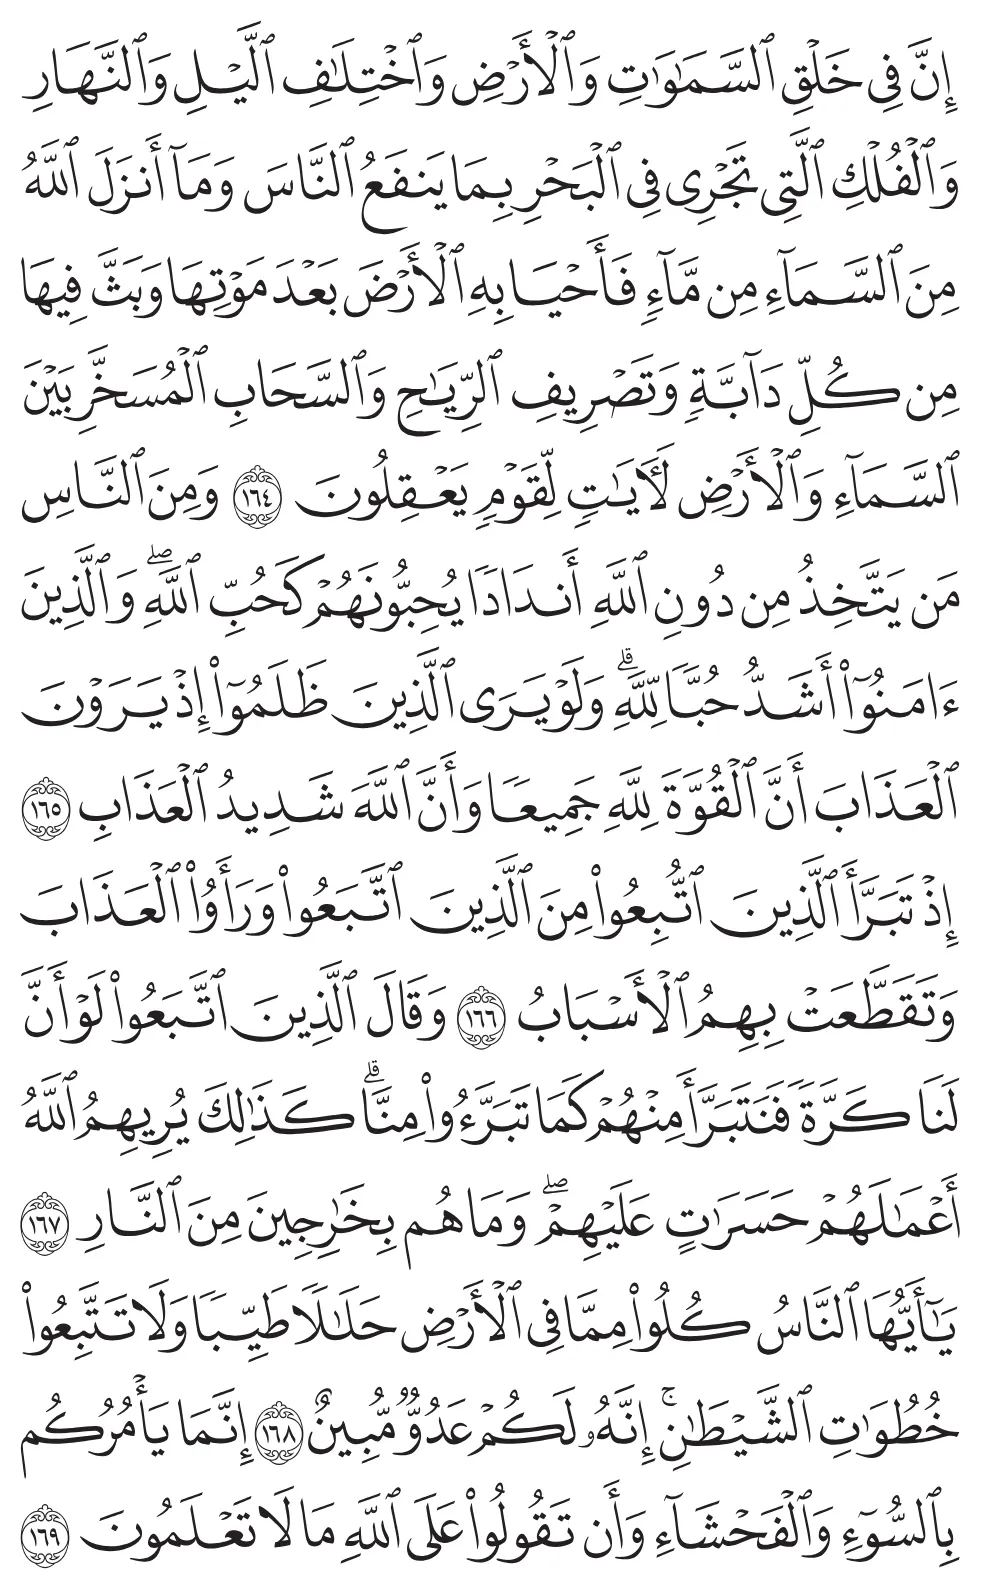 إِنَّ فِى خَلْقِ ٱلسَّمَٰوَٰتِ وَٱلْأَرْضِ وَٱخْتِلَٰفِ ٱلَّيْلِ وَٱلنَّهَارِ
وَٱلْفُلْكِ ٱلَّتِى تَجْرِى فِى ٱلْبَحْرِ بِمَا يَنفَعُ ٱلنَّاسَ وَمَآ أَنزَلَ ٱللَّهُ
مِنَ ٱلسَّمَآءِ مِن مَّآءٍ فَأَحْيَا بِهِ ٱلْأَرْضَ بَعْدَ مَوْتِهَا وَبَثَّ فِيهَا
مِن كُلِّ دَآبَّةٍ وَتَصْرِيفِ ٱلرِّيَٰحِ وَٱلسَّحَابِ ٱلْمُسَخَّرِ بَيْنَ
ٱلسَّمَآءِ وَٱلْأَرْضِ لَءَايَٰتٍ لِّقَوْمٍ يَعْقِلُونَ ١٦٤ وَمِنَ ٱلنَّاسِ
مَن يَتَّخِذُ مِن دُونِ ٱللَّهِ أَندَادًا يُحِبُّونَهُمْ كَحُبِّ ٱللَّهِ ۖ وَٱلَّذِينَ
ءَامَنُوٓا۟ أَشَدُّ حُبًّا لِّلَّهِ ۗ وَلَوْ يَرَى ٱلَّذِينَ ظَلَمُوٓا۟ إِذْ يَرَوْنَ
ٱلْعَذَابَ أَنَّ ٱلْقُوَّةَ لِلَّهِ جَمِيعًا وَأَنَّ ٱللَّهَ شَدِيدُ ٱلْعَذَابِ ١٦٥
إِذْ تَبَرَّأَ ٱلَّذِينَ ٱتُّبِعُوا۟ مِنَ ٱلَّذِينَ ٱتَّبَعُوا۟ وَرَأَوُا۟ ٱلْعَذَابَ
وَتَقَطَّعَتْ بِهِمُ ٱلْأَسْبَابُ ١٦٦ وَقَالَ ٱلَّذِينَ ٱتَّبَعُوا۟ لَوْ أَنَّ
لَنَا كَرَّةً فَنَتَبَرَّأَ مِنْهُمْ كَمَا تَبَرَّءُوا۟ مِنَّا ۗ كَذَٰلِكَ يُرِيهِمُ ٱللَّهُ
أَعْمَٰلَهُمْ حَسَرَٰتٍ عَلَيْهِمْ ۖ وَمَا هُم بِخَٰرِجِينَ مِنَ ٱلنَّارِ ١٦٧
يَٰٓأَيُّهَا ٱلنَّاسُ كُلُوا۟ مِمَّا فِى ٱلْأَرْضِ حَلَٰلًا طَيِّبًا وَلَا تَتَّبِعُوا۟
خُطُوَٰتِ ٱلشَّيْطَٰنِ ۚ إِنَّهُۥ لَكُمْ عَدُوٌّ مُّبِينٌ ١٦٨ إِنَّمَا يَأْمُرُكُم
بِٱلسُّوٓءِ وَٱلْفَحْشَآءِ وَأَن تَقُولُوا۟ عَلَى ٱللَّهِ مَا لَا تَعْلَمُونَ ١٦٩